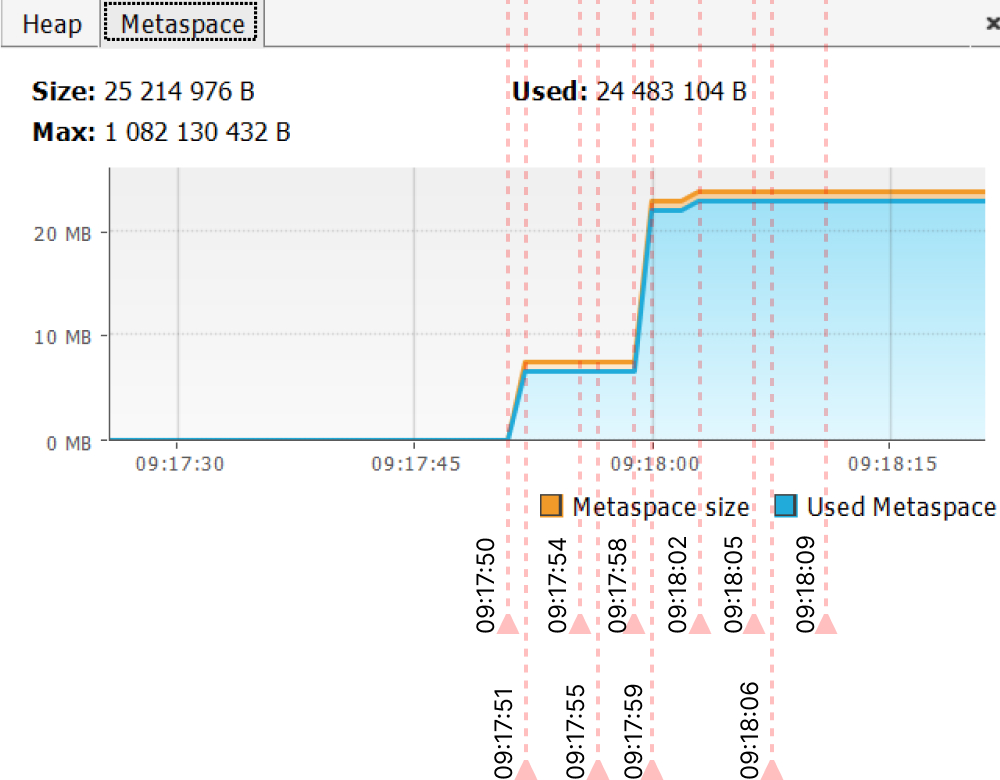 Heap Metaspace ×
Size: 25 214 976 B Used: 24 483 104 B
Max: 1 082 130 432 B
20 MB
10 MB
0 MB
09:17:30 09:17:45 09:18:00 09:18:15
Metaspace size Used Metaspace
09:17:50 09:17:54 09:17:58 09:18:02 09:18:05 09:18:09
09:17:51 09:17:55 09:17:59 09:18:06